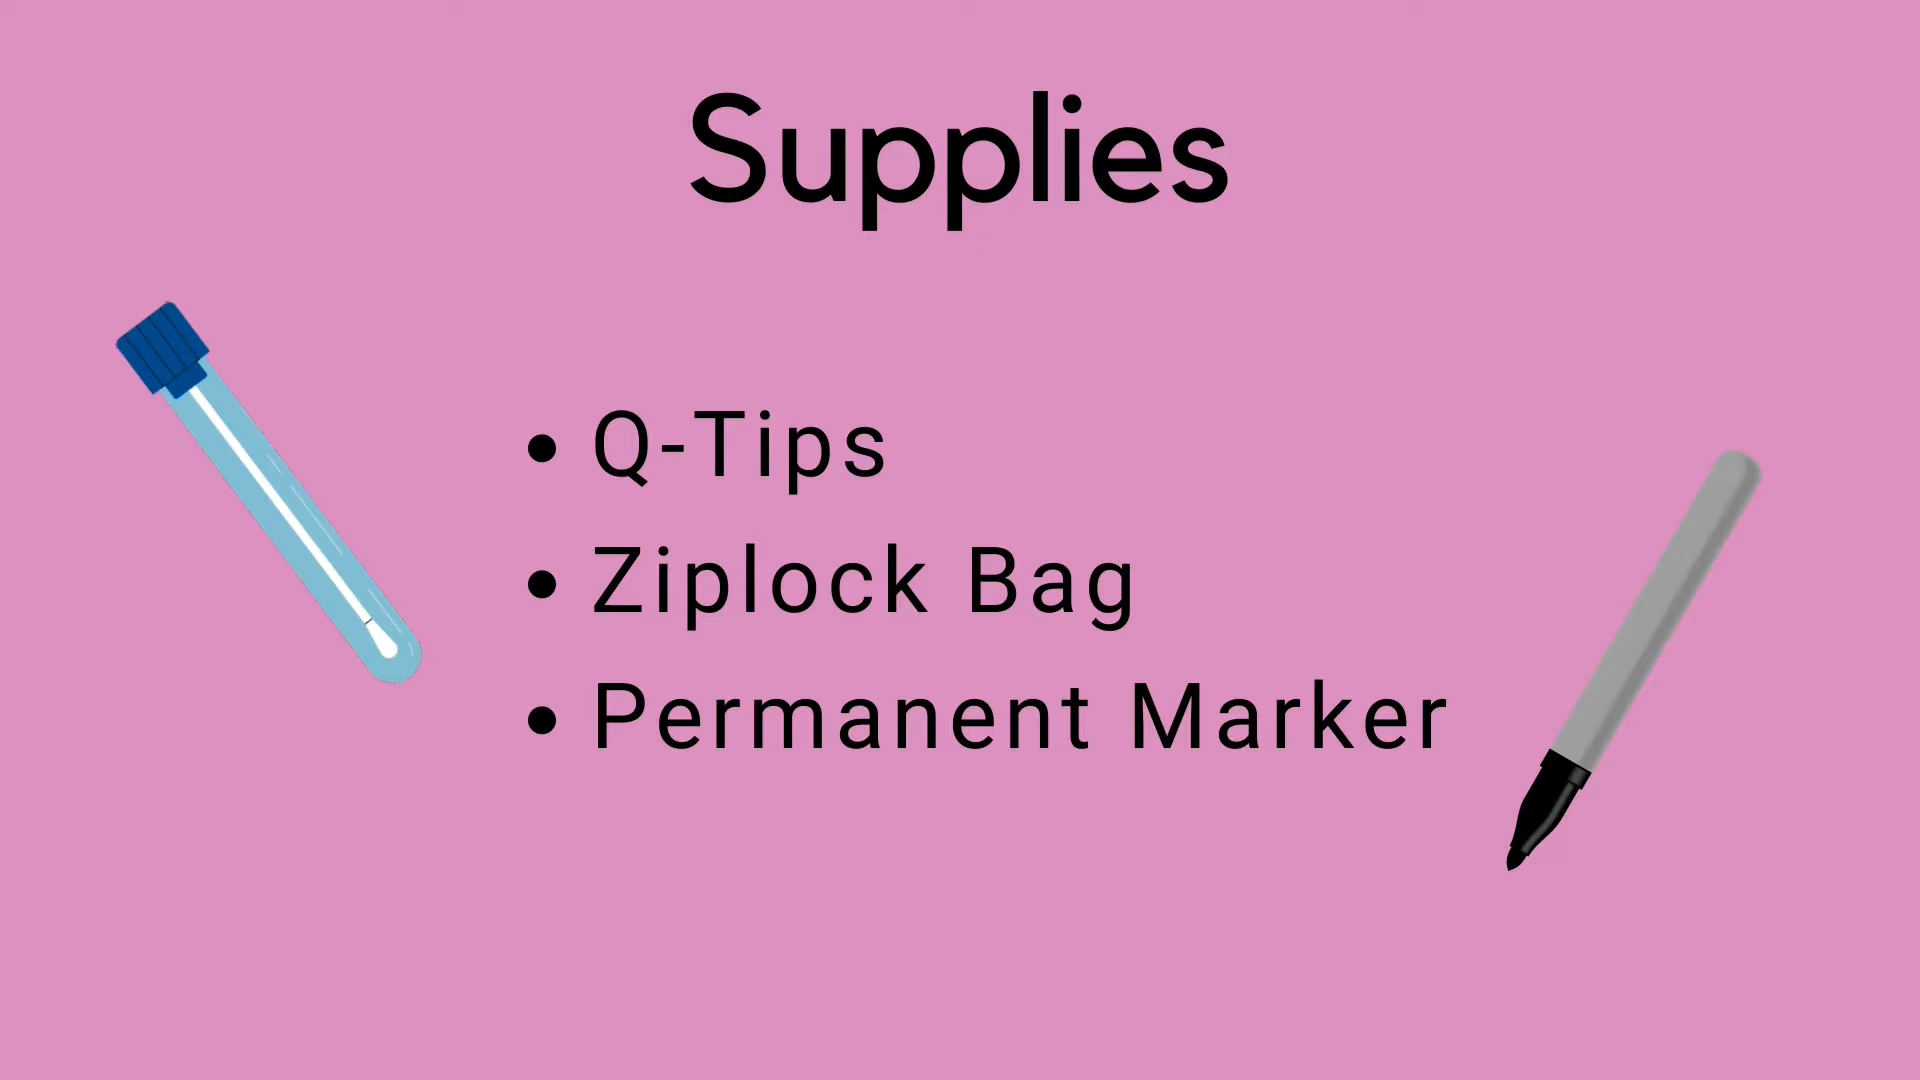 Supplies
• Q-Tips
• Ziplock Bag
• Permanent Marker